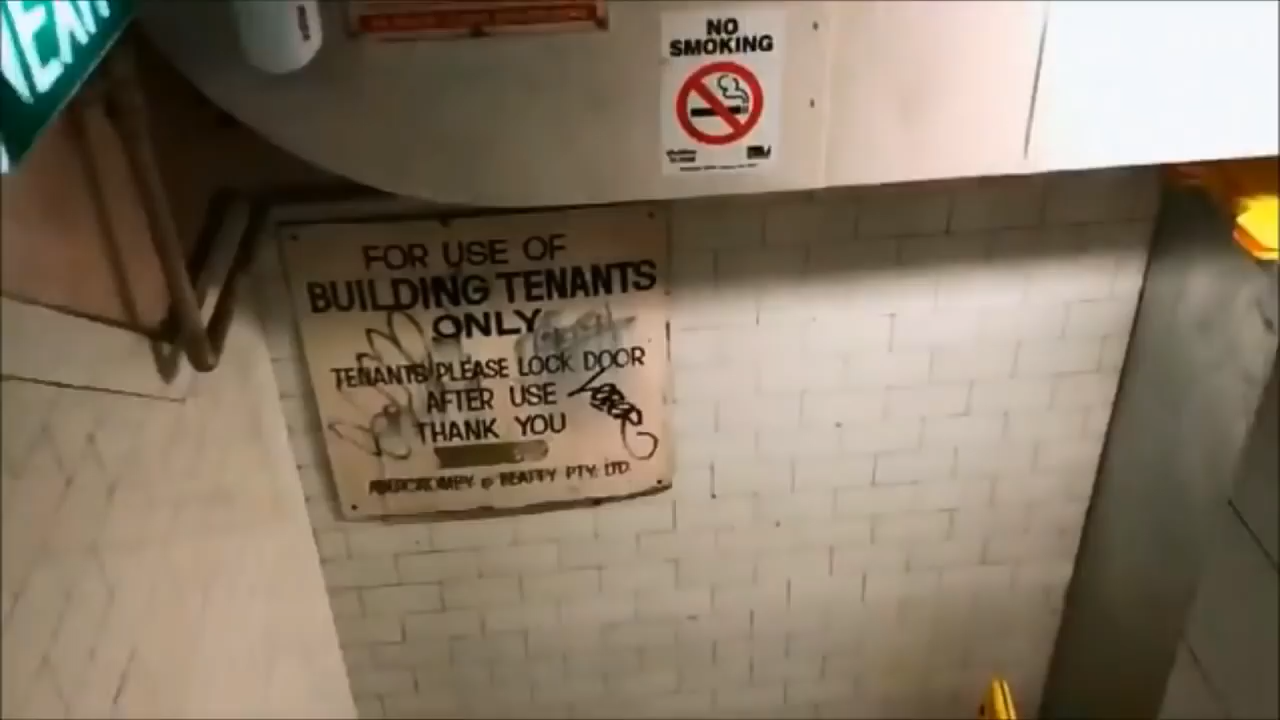 NO
SMOKING
FOR USE OF
BUILDING TENANTS
ONLY
TENANTS PLEASE LOCK DOOR
AFTER USE
THANK YOU
PTY. LTD.